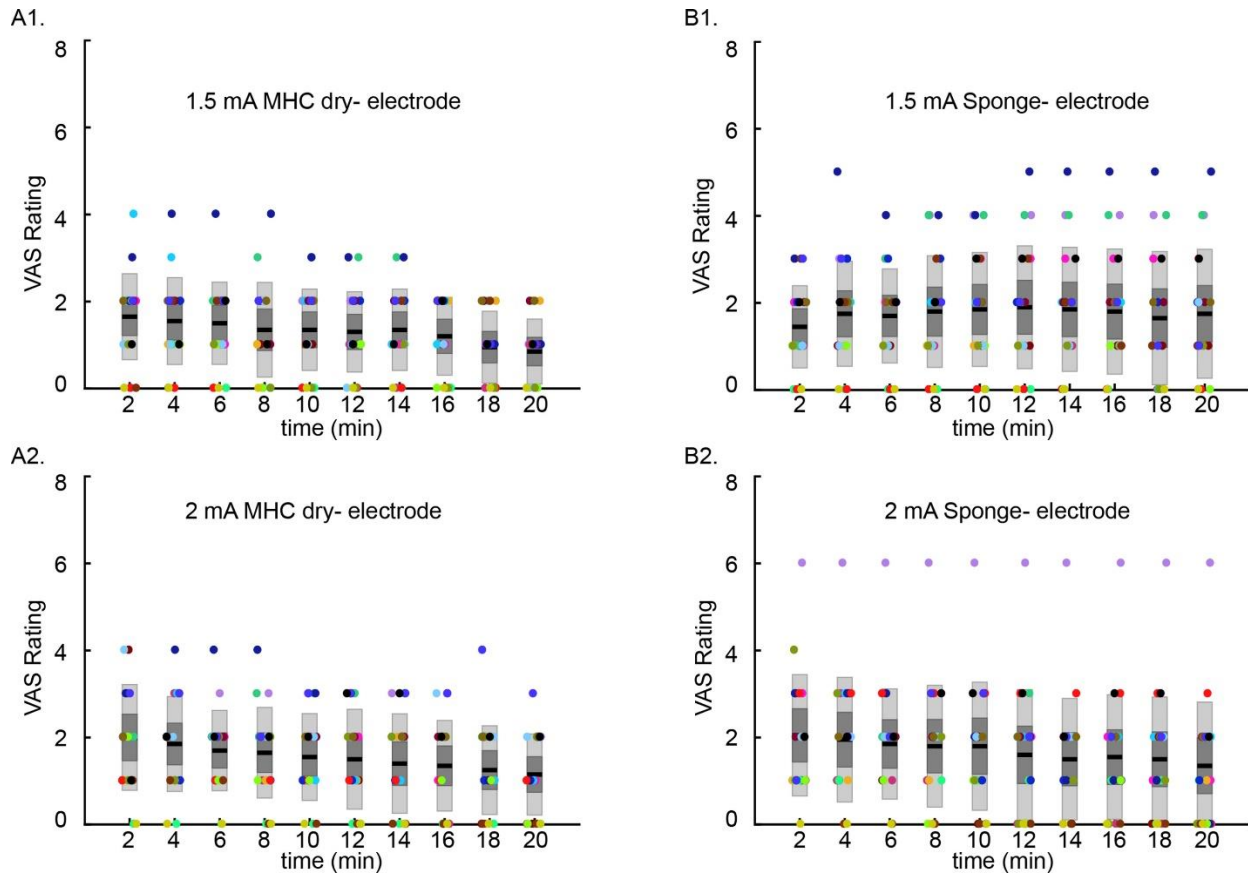 A1.
8
6
4
2
0
VAS Rating
1.5 mA MHC dry- electrode
2 4 6 8 10 12 14 16 18 20
time (min)
B1.
8
6
4
2
0
VAS Rating
1.5 mA Sponge- electrode
2 4 6 8 10 12 14 16 18 20
time (min)
A2.
8
6
4
2
0
VAS Rating
2 mA MHC dry- electrode
2 4 6 8 10 12 14 16 18 20
time (min)
B2.
8
6
4
2
0
VAS Rating
2 mA Sponge- electrode
2 4 6 8 10 12 14 16 18 20
time (min)